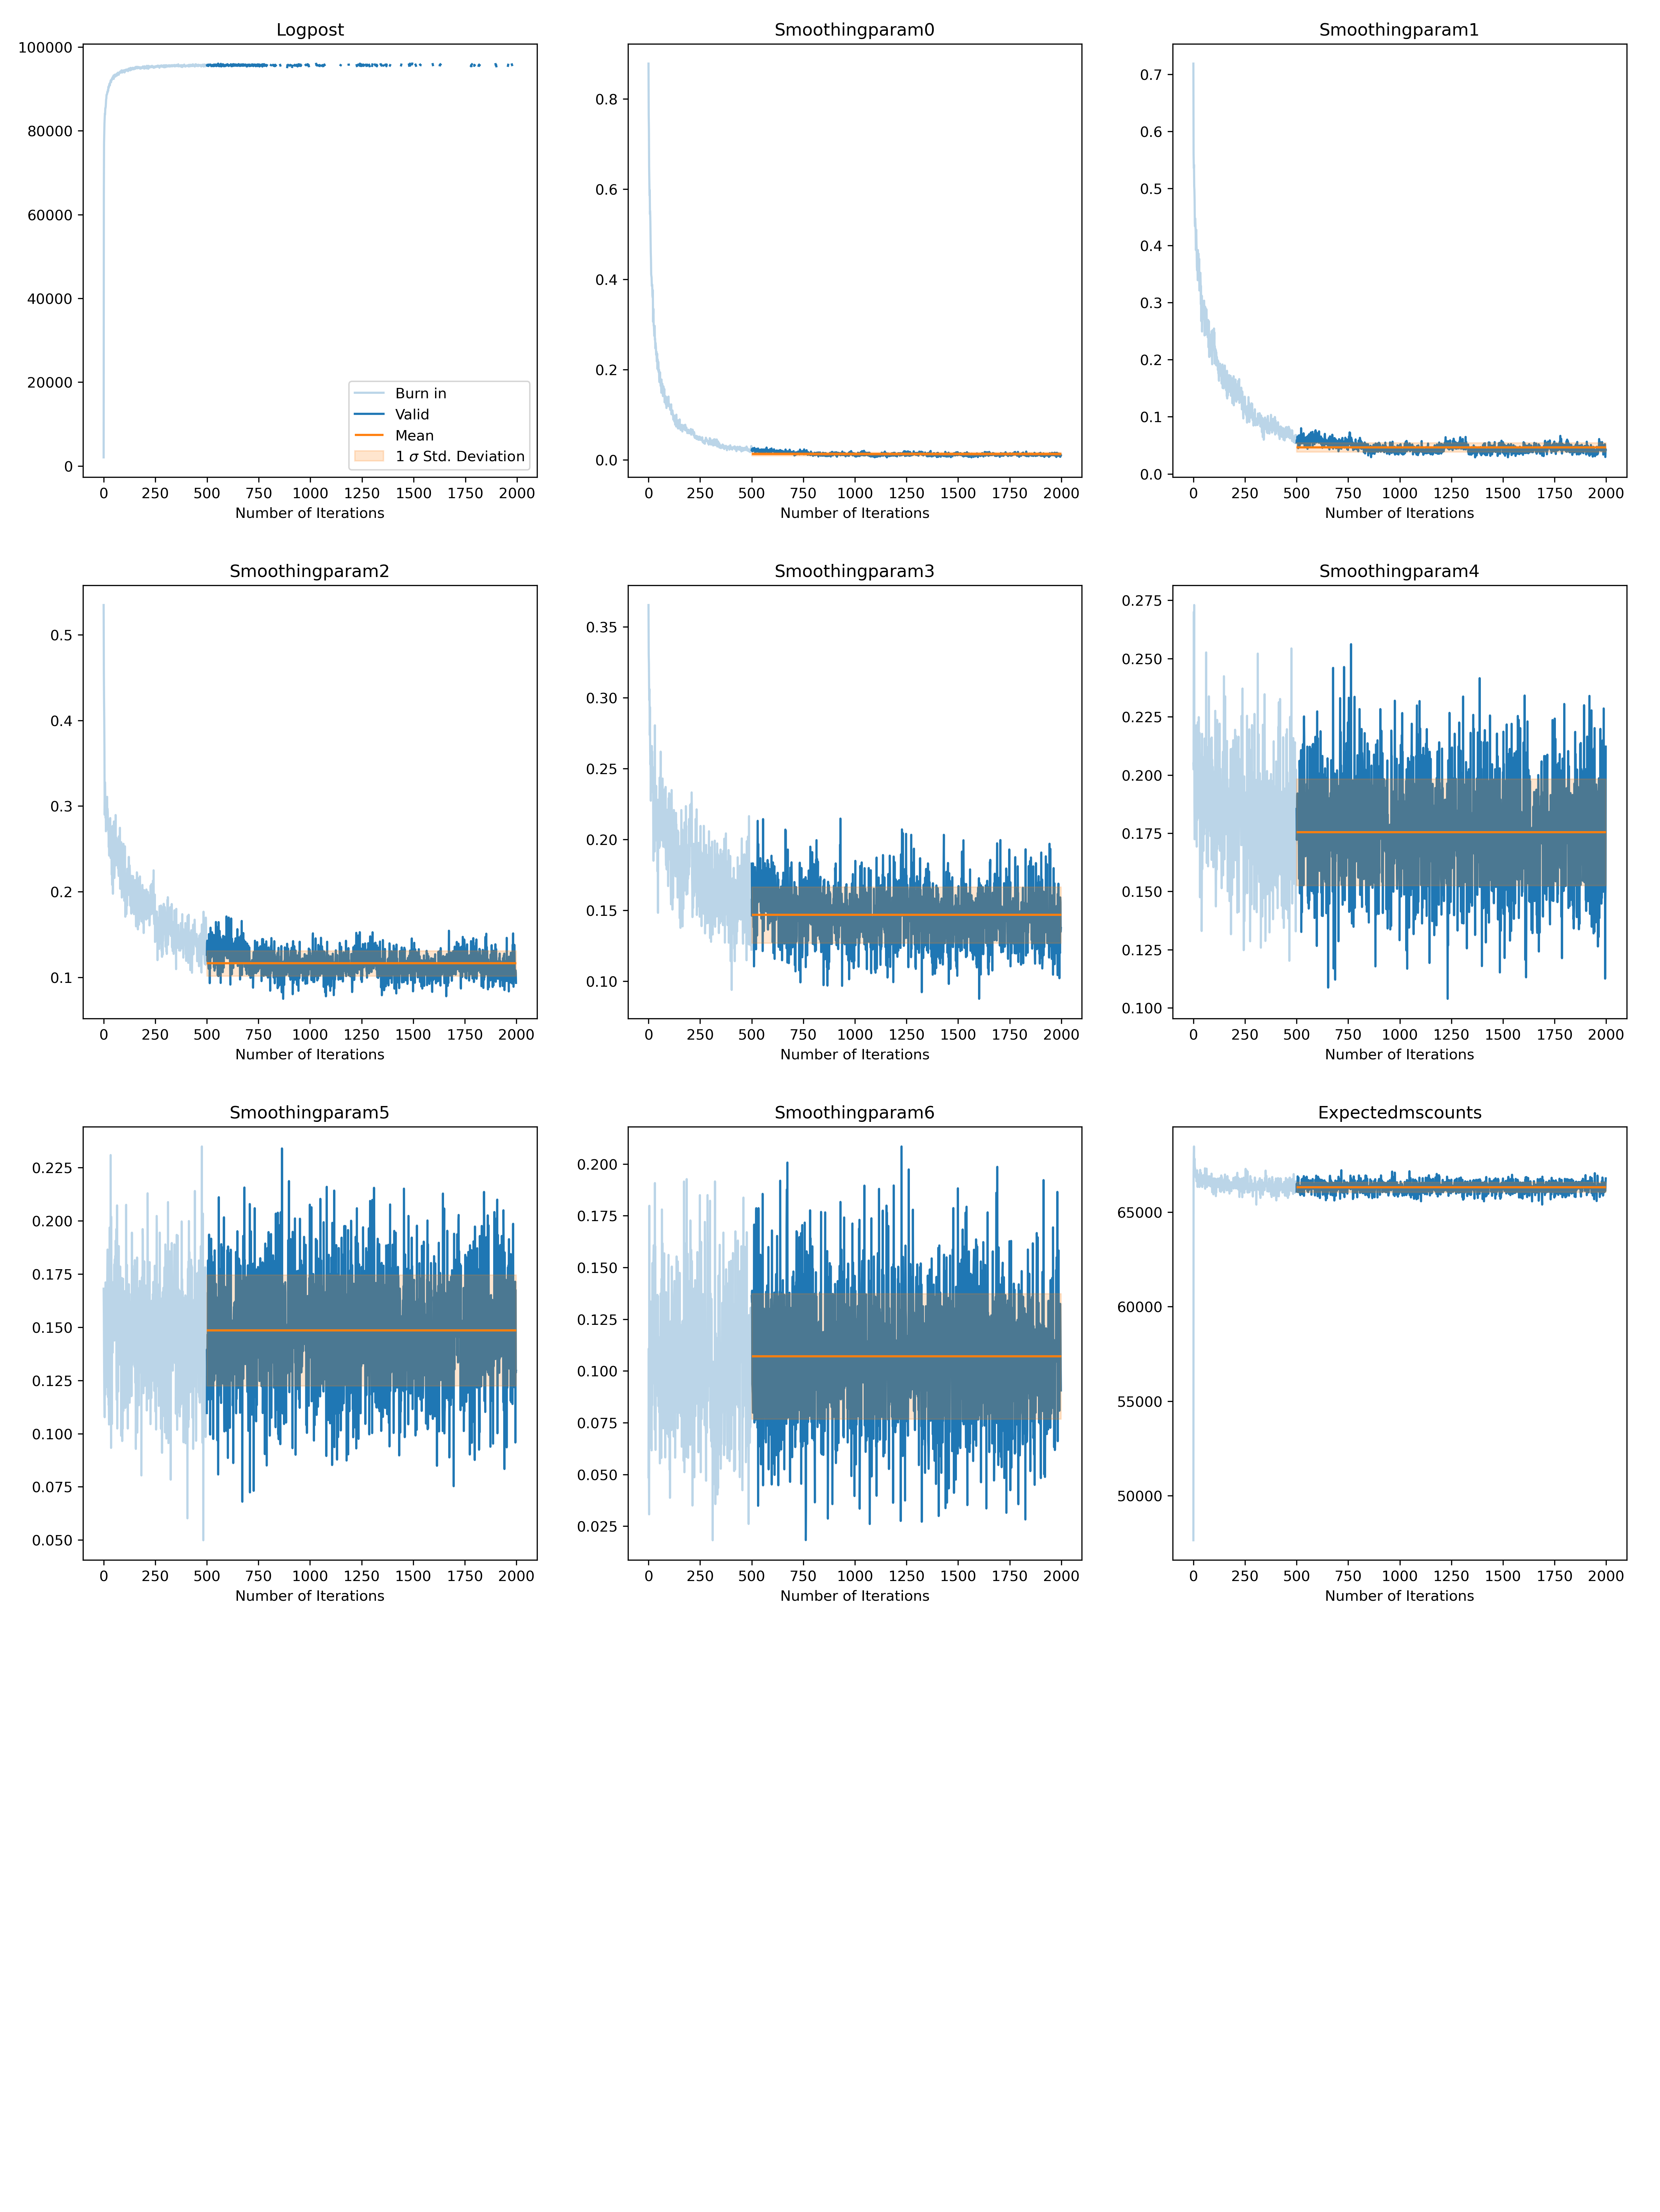 Logpost
100000
80000
60000
40000
20000
0
Burn in
Valid
Mean
1 σ Std. Deviation
0 250 500 750 1000 1250 1500 1750 2000
Number of Iterations
Smoothingparam0
0.8
0.6
0.4
0.2
0.0
0 250 500 750 1000 1250 1500 1750 2000
Number of Iterations
Smoothingparam1
0.7
0.6
0.5
0.4
0.3
0.2
0.1
0.0
0 250 500 750 1000 1250 1500 1750 2000
Number of Iterations
Smoothingparam2
0.5
0.4
0.3
0.2
0.1
0 250 500 750 1000 1250 1500 1750 2000
Number of Iterations
Smoothingparam3
0.35
0.30
0.25
0.20
0.15
0.10
0 250 500 750 1000 1250 1500 1750 2000
Number of Iterations
Smoothingparam4
0.275
0.250
0.225
0.200
0.175
0.150
0.125
0.100
0 250 500 750 1000 1250 1500 1750 2000
Number of Iterations
Smoothingparam5
0.225
0.200
0.175
0.150
0.125
0.100
0.075
0.050
0 250 500 750 1000 1250 1500 1750 2000
Number of Iterations
Smoothingparam6
0.200
0.175
0.150
0.125
0.100
0.075
0.050
0.025
0 250 500 750 1000 1250 1500 1750 2000
Number of Iterations
Expectedmscounts
65000
60000
55000
50000
0 250 500 750 1000 1250 1500 1750 2000
Number of Iterations